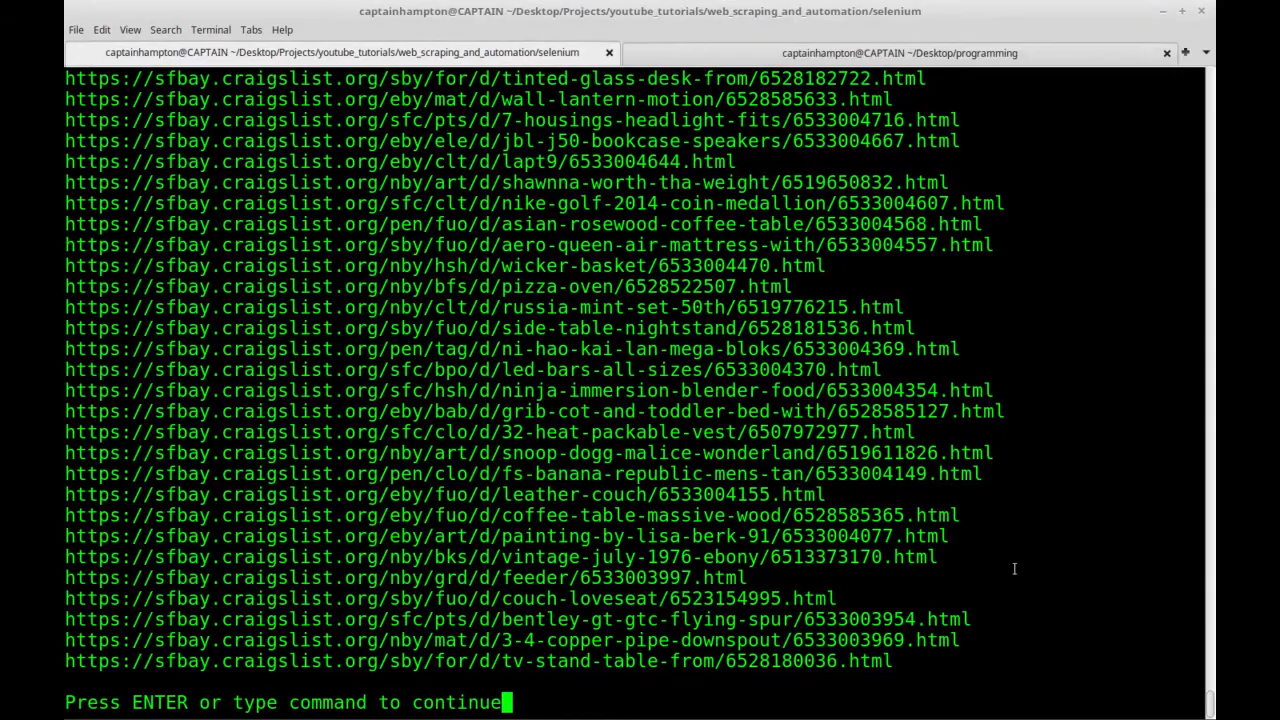 captainhampton@CAPTAIN ~/Desktop/Projects/youtube_tutorials/web_scraping_and_automation/selenium
File Edit View Search Terminal Tabs Help
captainhampton@CAPTAIN ~/Desktop/Projects/youtube_tutorials/web_scraping_and_automation/selenium captainhampton@CAPTAIN ~/Desktop/programming
https://sfbay.craigslist.org/sby/for/d/tinted-glass-desk-from/6528182722.html
https://sfbay.craigslist.org/eby/mat/d/wall-lantern-motion/6528585633.html
https://sfbay.craigslist.org/sfc/pts/d/7-housings-headlight-fits/6533004716.html
https://sfbay.craigslist.org/eby/ele/d/jbl-j50-bookcase-speakers/6533004667.html
https://sfbay.craigslist.org/eby/clt/d/lapt9/6533004644.html
https://sfbay.craigslist.org/nby/art/d/shawnna-worth-tha-weight/6519650832.html
https://sfbay.craigslist.org/sfc/clt/d/nike-golf-2014-coin-medallion/6533004607.html
https://sfbay.craigslist.org/pen/fuo/d/asian-rosewood-coffee-table/6533004568.html
https://sfbay.craigslist.org/sby/fuo/d/aero-queen-air-mattress-with/6533004557.html
https://sfbay.craigslist.org/nby/hsh/d/wicker-basket/6533004470.html
https://sfbay.craigslist.org/nby/bfs/d/pizza-oven/6528522507.html
https://sfbay.craigslist.org/nby/clt/d/russia-mint-set-50th/6519776215.html
https://sfbay.craigslist.org/sby/fuo/d/side-table-nightstand/6528181536.html
https://sfbay.craigslist.org/pen/tag/d/ni-hao-kai-lan-mega-bloks/6533004369.html
https://sfbay.craigslist.org/sfc/bpo/d/led-bars-all-sizes/6533004370.html
https://sfbay.craigslist.org/sfc/hsh/d/ninja-immersion-blender-food/6533004354.html
https://sfbay.craigslist.org/eby/bab/d/grib-cot-and-toddler-bed-with/6528585127.html
https://sfbay.craigslist.org/sfc/clo/d/32-heat-packable-vest/6507972977.html
https://sfbay.craigslist.org/nby/art/d/snoop-dogg-malice-wonderland/6519611826.html
https://sfbay.craigslist.org/pen/clo/d/fs-banana-republic-mens-tan/6533004149.html
https://sfbay.craigslist.org/eby/fuo/d/leather-couch/6533004155.html
https://sfbay.craigslist.org/eby/fuo/d/coffee-table-massive-wood/6528585365.html
https://sfbay.craigslist.org/eby/art/d/painting-by-lisa-berk-91/6533004077.html
https://sfbay.craigslist.org/nby/bks/d/vintage-july-1976-ebony/6513373170.html
https://sfbay.craigslist.org/nby/grd/d/feeder/6533003997.html
https://sfbay.craigslist.org/sby/fuo/d/couch-loveseat/6523154995.html
https://sfbay.craigslist.org/sfc/pts/d/bentley-gt-gtc-flying-spur/6533003954.html
https://sfbay.craigslist.org/nby/mat/d/3-4-copper-pipe-downspout/6533003969.html
https://sfbay.craigslist.org/sby/for/d/tv-stand-table-from/6528180036.html
Press ENTER or type command to continue